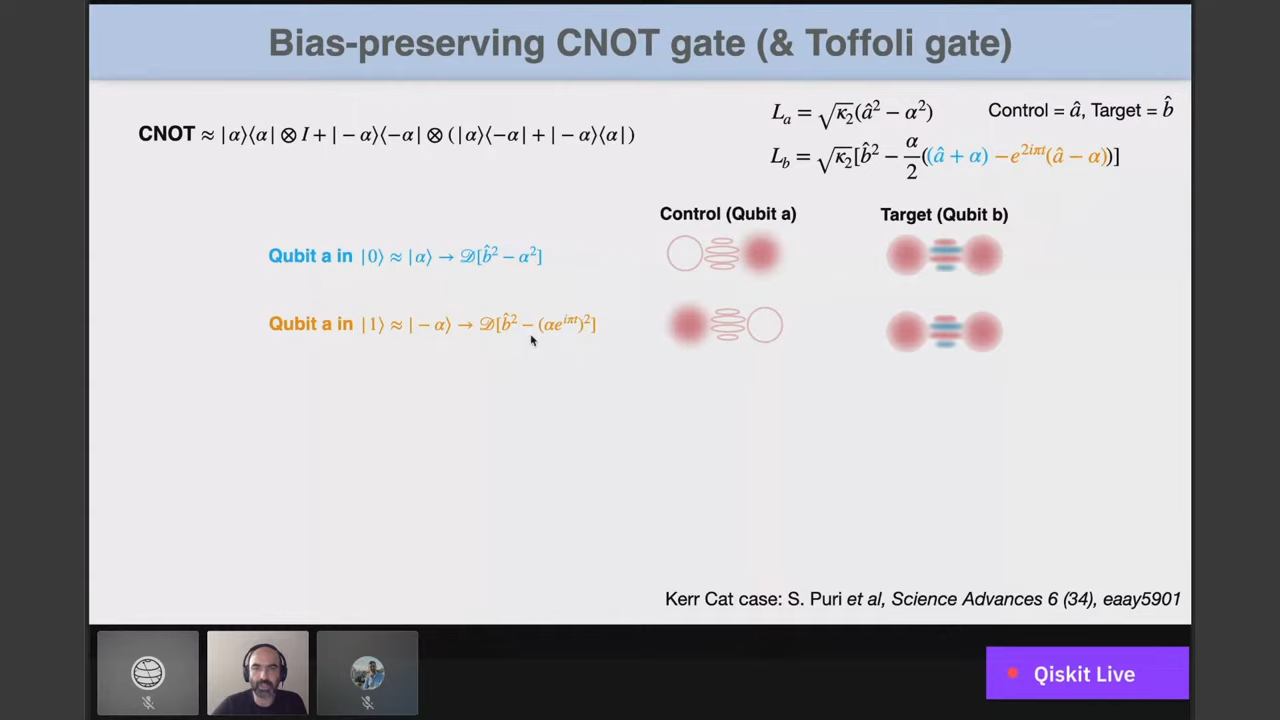 Bias-preserving CNOT gate (& Toffoli gate)
CNOT ≈ |α⟩⟨α| ⊗ I + |−α⟩⟨−α| ⊗ (|α⟩⟨−α| + |−α⟩⟨α|)
L_a = √κ₂(â² − α²)
Control = â, Target = b̂
L_b = √κ₂[b̂² − α/2((â + α) −e^{2iπt}(â − α))]
Control (Qubit a)
Target (Qubit b)
Qubit a in |0⟩ ≈ |α⟩ → 𝒟[b̂² − α²]
Qubit a in |1⟩ ≈ |−α⟩ → 𝒟[b̂² − (αe^{iπt})²]
Kerr Cat case: S. Puri et al, Science Advances 6 (34), eaay5901
Qiskit Live